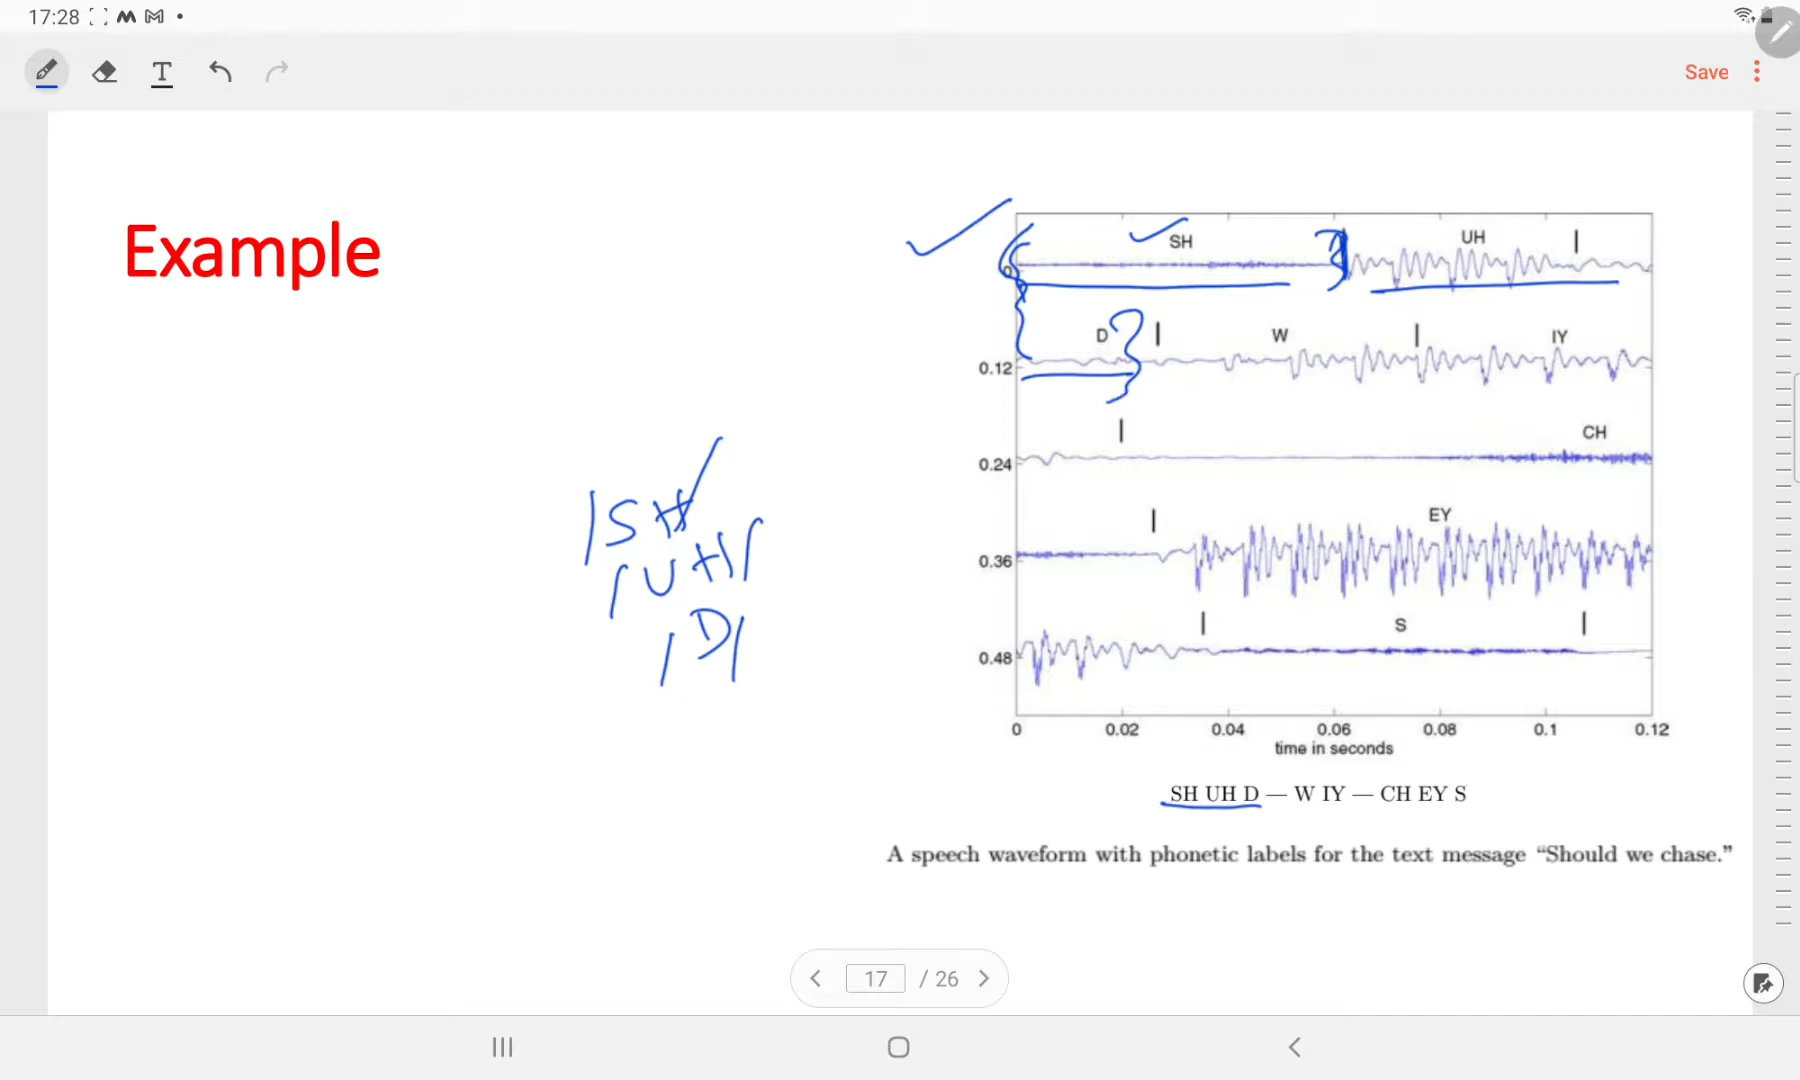 17:28
Save
Example
SH
UH
0
D
W
IY
0.12
CH
0.24
EY
0.36
S
0.48
0 0.02 0.04 0.06 0.08 0.1 0.12
time in seconds
/SH/
/UH/
/D/
SH UH D — W IY — CH EY S
A speech waveform with phonetic labels for the text message “Should we chase.”
17 / 26